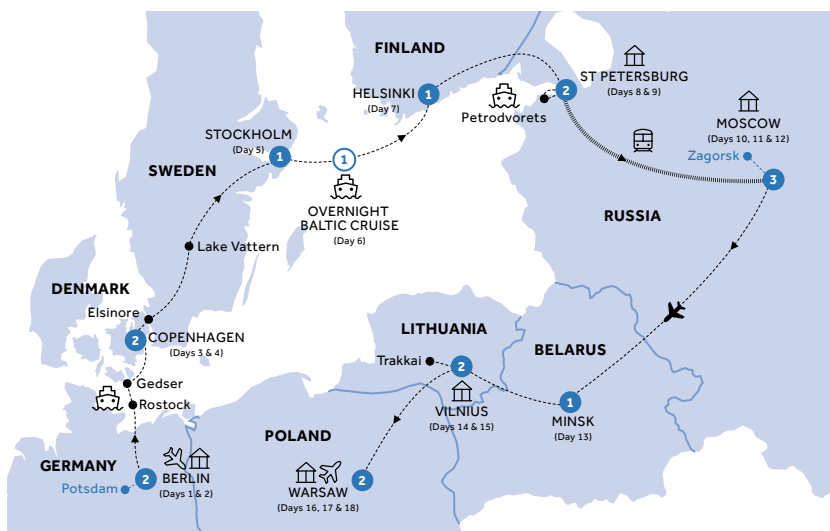 FINLAND
ST PETERSBURG
(Days 8 & 9)
2
HELSINKI
(Day 7)
1
Petrodvorets
MOSCOW
(Days 10, 11 & 12)
Zagorsk
3
STOCKHOLM
(Day 5)
1
1
OVERNIGHT
BALTIC CRUISE
(Day 6)
SWEDEN
RUSSIA
Lake Vattern
DENMARK
Elsinore
2
COPENHAGEN
(Days 3 & 4)
LITHUANIA
BELARUS
Trakkai
2
VILNIUS
(Days 14 & 15)
1
MINSK
(Day 13)
Gedser
Rostock
POLAND
GERMANY
Potsdam
2
BERLIN
(Days 1 & 2)
WARSAW
(Days 16, 17 & 18)
2